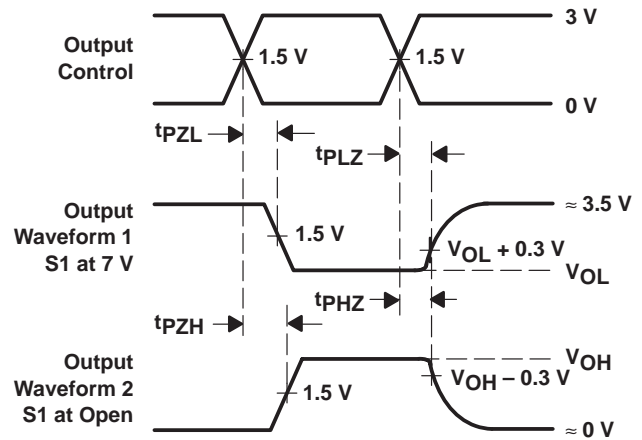 3 V
Output
Control
1.5 V
1.5 V
0 V
tPZL
tPLZ
Output
Waveform 1
S1 at 7 V
≈ 3.5 V
1.5 V
VOL + 0.3 V
VOL
tPZH
tPHZ
Output
Waveform 2
S1 at Open
VOH
1.5 V
VOH – 0.3 V
≈ 0 V